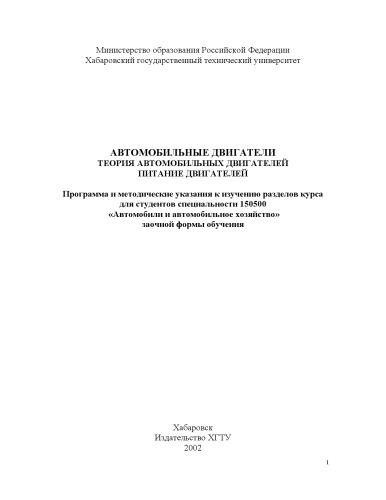 Министерство образования Российской Федерации
Хабаровский государственный технический университет
АВТОМОБИЛЬНЫЕ ДВИГАТЕЛИ
ТЕОРИЯ АВТОМОБИЛЬНЫХ ДВИГАТЕЛЕЙ
ПИТАНИЕ ДВИГАТЕЛЕЙ
Программа и методические указания к изучению разделов курса
для студентов специальности 150500
«Автомобили и автомобильное хозяйство»
заочной формы обучения
Хабаровск
Издательство ХГТУ
2002
1